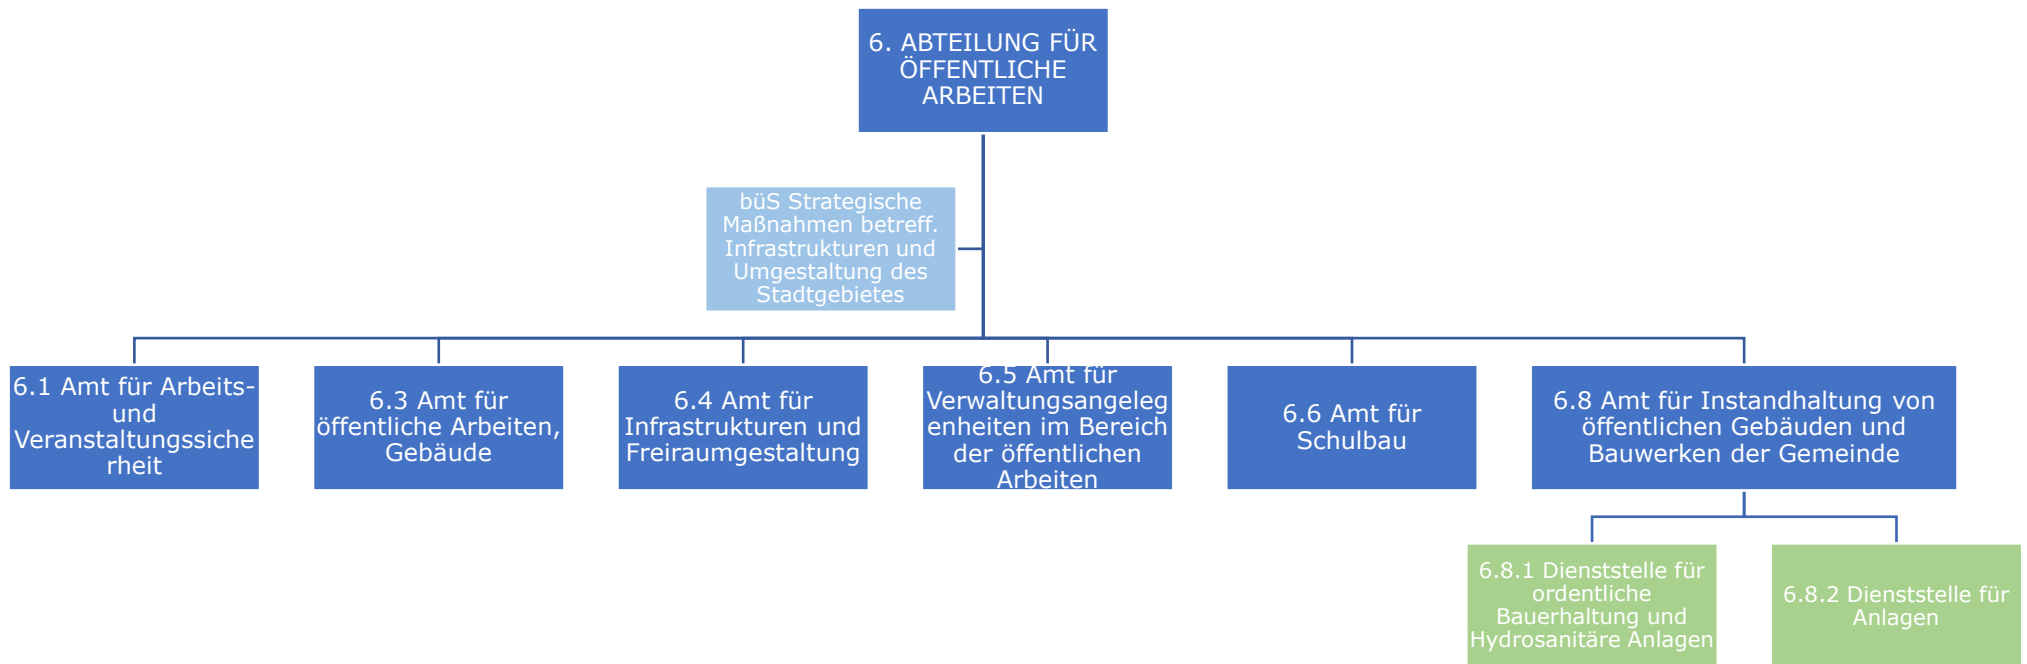 6. ABTEILUNG FÜR
ÖFFENTLICHE
ARBEITEN
büS Strategische
Maßnahmen betreff.
Infrastrukturen und
Umgestaltung des
Stadtgebietes
6.1 Amt für Arbeits-
und
Veranstaltungssiche
rheit
6.3 Amt für
öffentliche Arbeiten,
Gebäude
6.4 Amt für
Infrastrukturen und
Freiraumgestaltung
6.5 Amt für
Verwaltungsangeleg
enheiten im Bereich
der öffentlichen
Arbeiten
6.6 Amt für
Schulbau
6.8 Amt für Instandhaltung von
öffentlichen Gebäuden und
Bauwerken der Gemeinde
6.8.1 Dienststelle für
ordentliche
Bauerhaltung und
Hydrosanitäre Anlagen
6.8.2 Dienststelle für
Anlagen